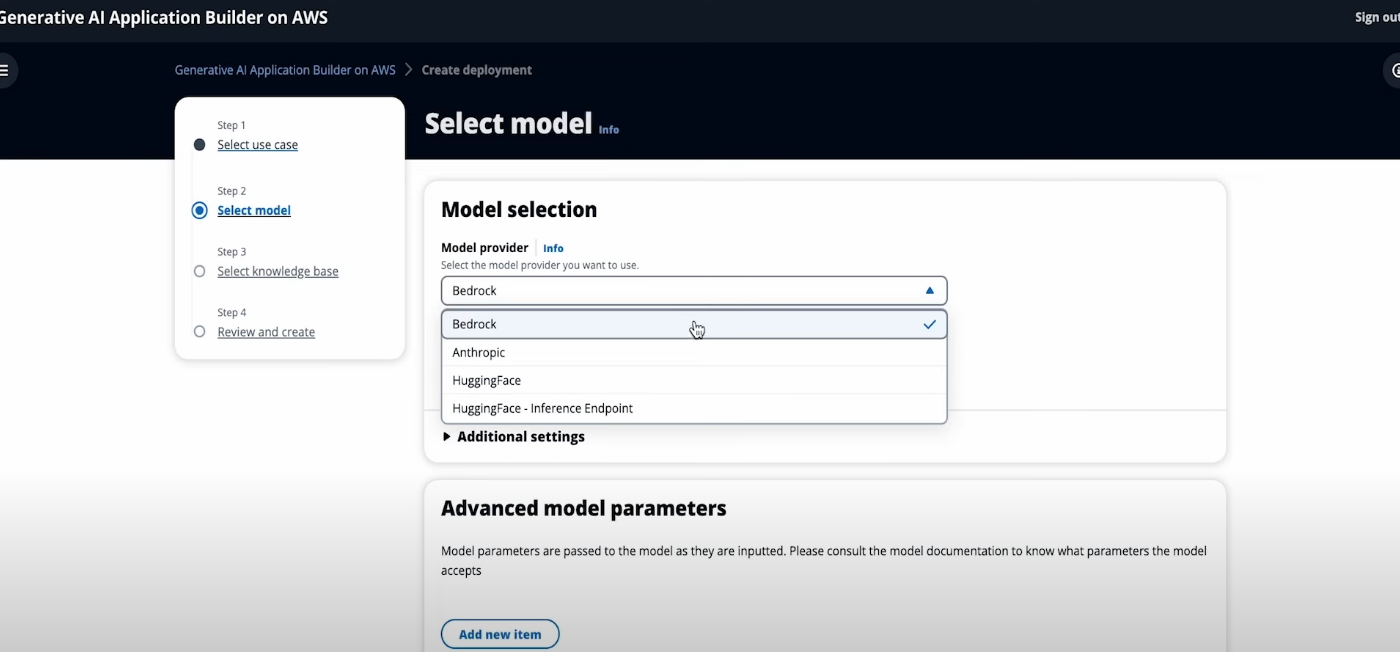 Generative AI Application Builder on AWS
Sign out
Generative AI Application Builder on AWS > Create deployment
Step 1
Select use case
Step 2
Select model
Step 3
Select knowledge base
Step 4
Review and create
Select model Info
Model selection
Model provider Info
Select the model provider you want to use.
Bedrock
Bedrock
Anthropic
HuggingFace
HuggingFace - Inference Endpoint
Additional settings
Advanced model parameters
Model parameters are passed to the model as they are inputted. Please consult the model documentation to know what parameters the model
accepts
Add new item